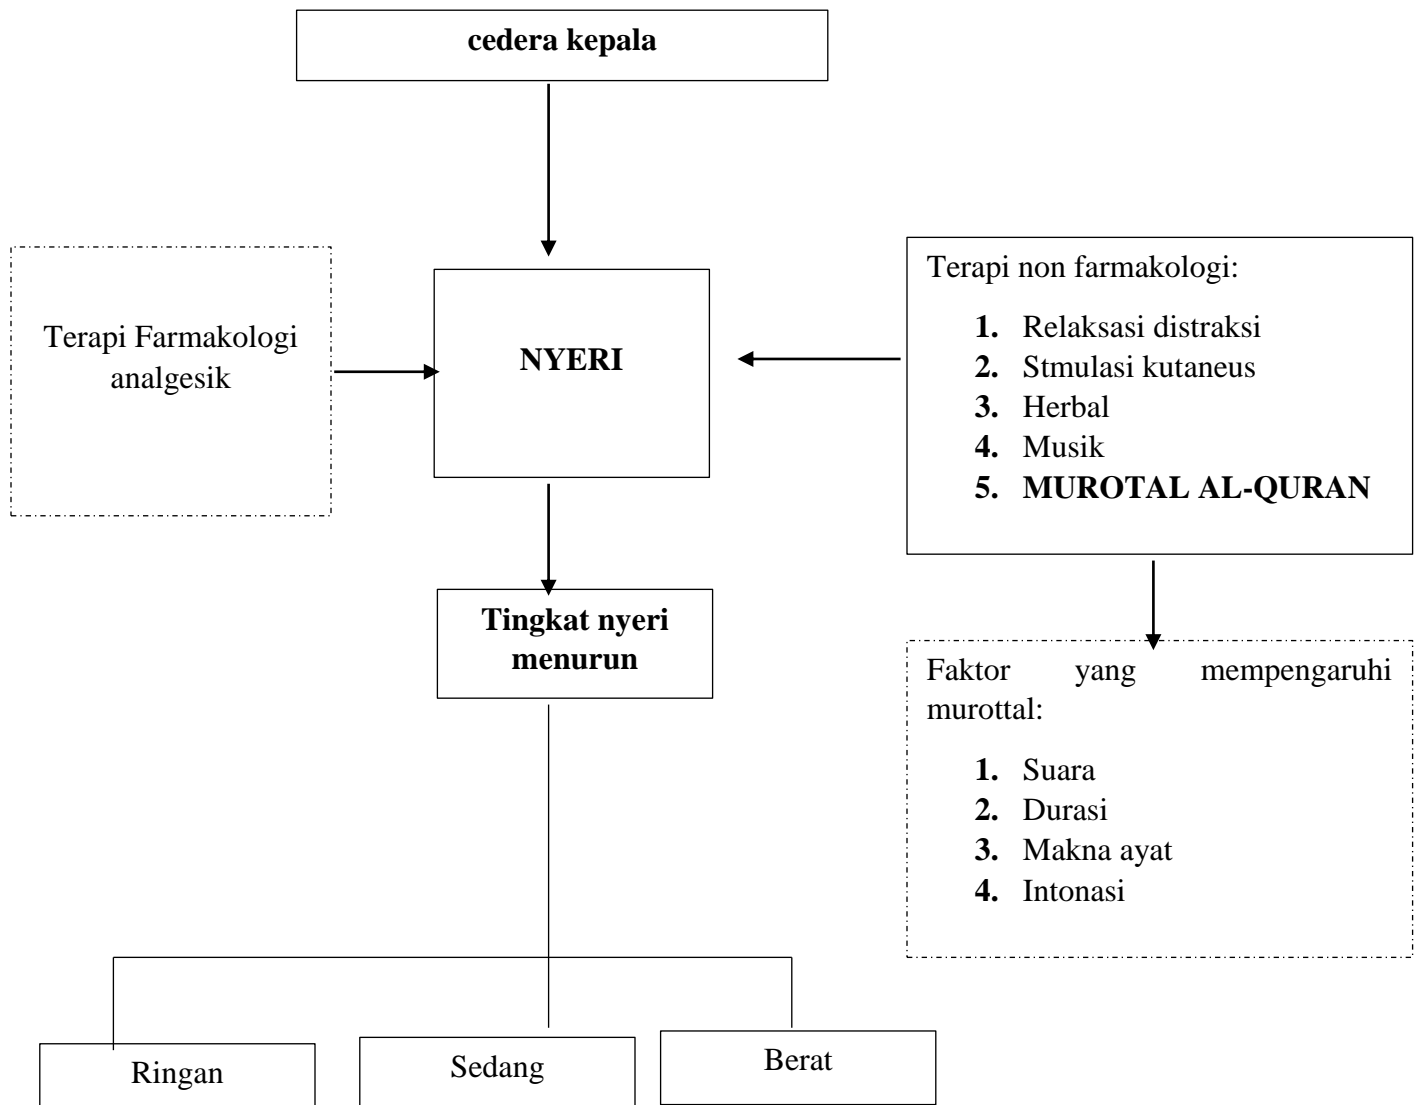 cedera kepala
Terapi Farmakologi
analgesik
NYERI
Terapi non farmakologi:
1. Relaksasi distraksi
2. Stmulasi kutaneus
3. Herbal
4. Musik
5. MUROTAL AL-QURAN
Tingkat nyeri
menurun
Faktor yang mempengaruhi
murottal:
1. Suara
2. Durasi
3. Makna ayat
4. Intonasi
Ringan
Sedang
Berat